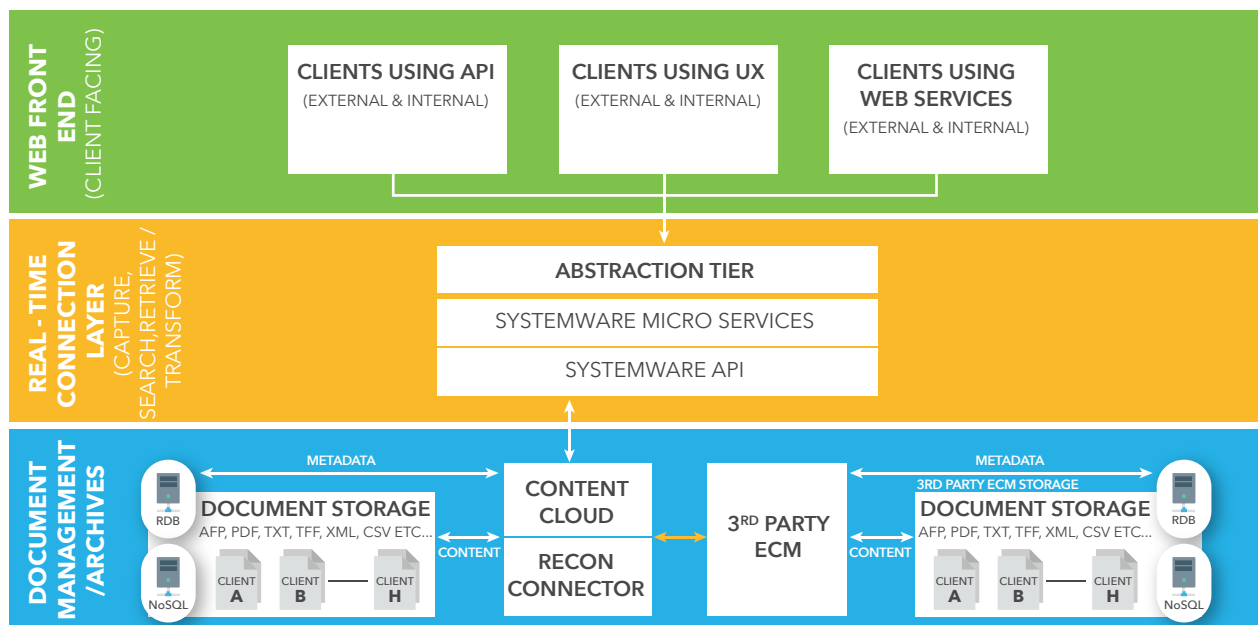 WEB FRONT
END
(CLIENT FACING)
CLIENTS USING API
(EXTERNAL & INTERNAL)
CLIENTS USING UX
(EXTERNAL & INTERNAL)
CLIENTS USING
WEB SERVICES
(EXTERNAL & INTERNAL)
REAL - TIME
CONNECTION
LAYER
(CAPTURE,
SEARCH,RETRIEVE /
TRANSFORM)
ABSTRACTION TIER
SYSTEMWARE MICRO SERVICES
SYSTEMWARE API
DOCUMENT
MANAGEMENT
/ARCHIVES
RDB
NoSQL
METADATA
DOCUMENT STORAGE
AFP, PDF, TXT, TFF, XML, CSV ETC...
CLIENT
A
CLIENT
B
CLIENT
H
CONTENT
CONTENT
CLOUD
RECON
CONNECTOR
3RD PARTY
ECM
METADATA
3RD PARTY ECM STORAGE
DOCUMENT STORAGE
AFP, PDF, TXT, TFF, XML, CSV ETC...
CONTENT
CLIENT
A
CLIENT
B
CLIENT
H
RDB
NoSQL